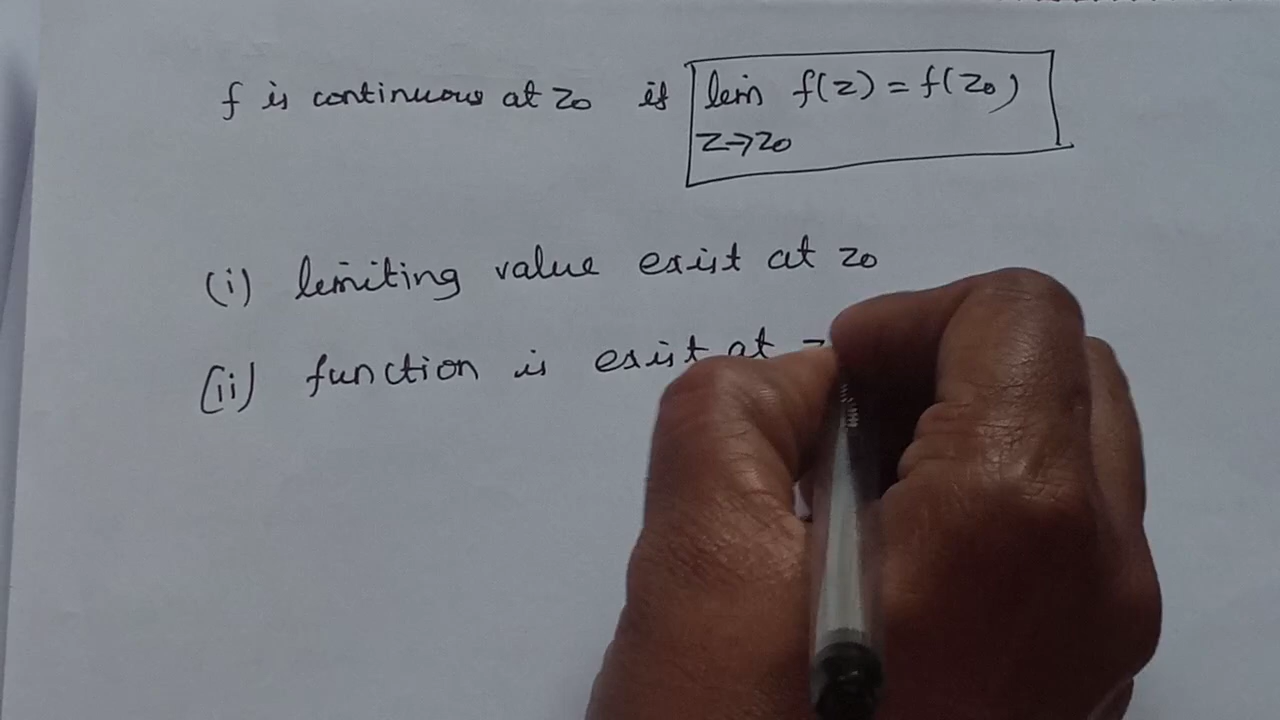 f is continuous at z0 if lim f(z) = f(z0)
z→z0
(i) limiting value exist at z0
(ii) function is exist at